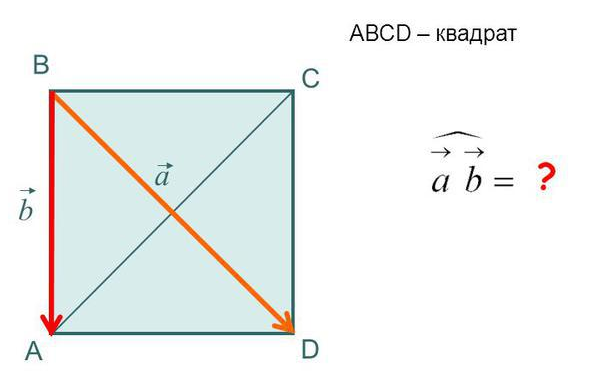 ABCD – квадрат
B
C
a⃗
b⃗
a⃗ b⃗ = ?
A
D